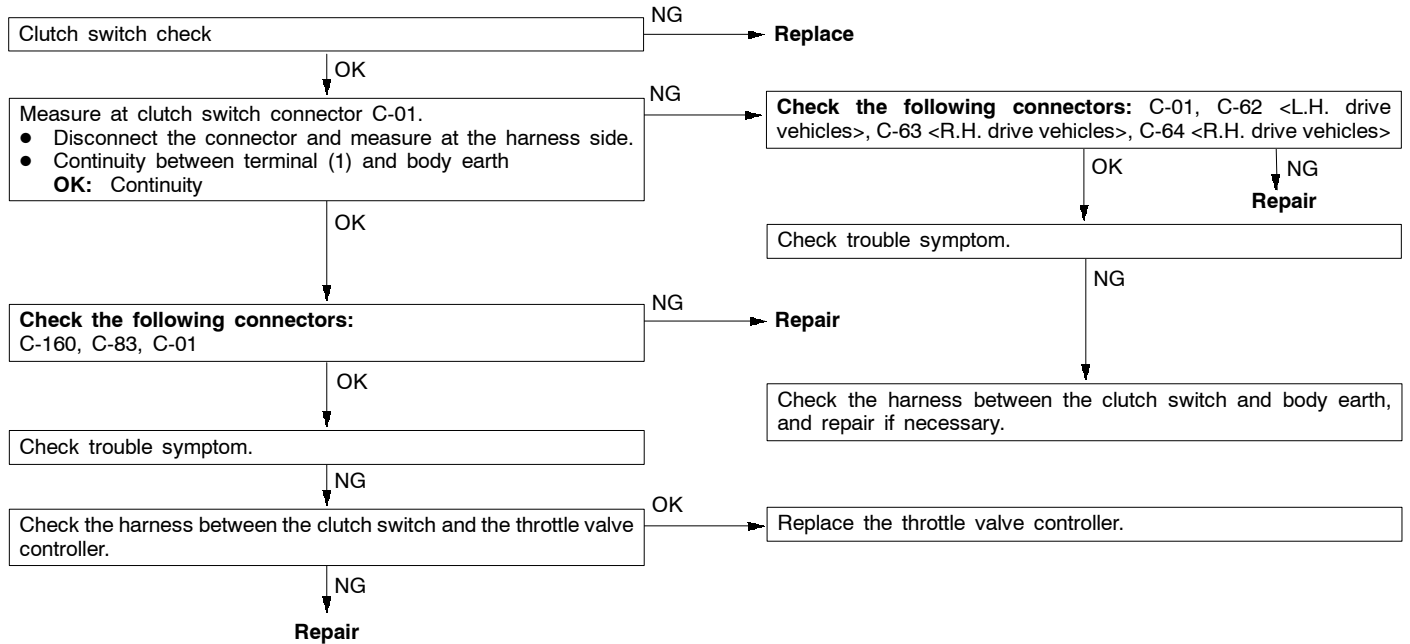 Clutch switch check
NG
Replace
OK
Measure at clutch switch connector C-01.
● Disconnect the connector and measure at the harness side.
● Continuity between terminal (1) and body earth
OK: Continuity
NG
Check the following connectors: C-01, C-62 <L.H. drive
vehicles>, C-63 <R.H. drive vehicles>, C-64 <R.H. drive vehicles>
OK
NG
Repair
Check trouble symptom.
NG
Check the harness between the clutch switch and body earth,
and repair if necessary.
OK
Check the following connectors:
C-160, C-83, C-01
NG
Repair
OK
Check trouble symptom.
NG
Check the harness between the clutch switch and the throttle valve
controller.
OK
Replace the throttle valve controller.
NG
Repair